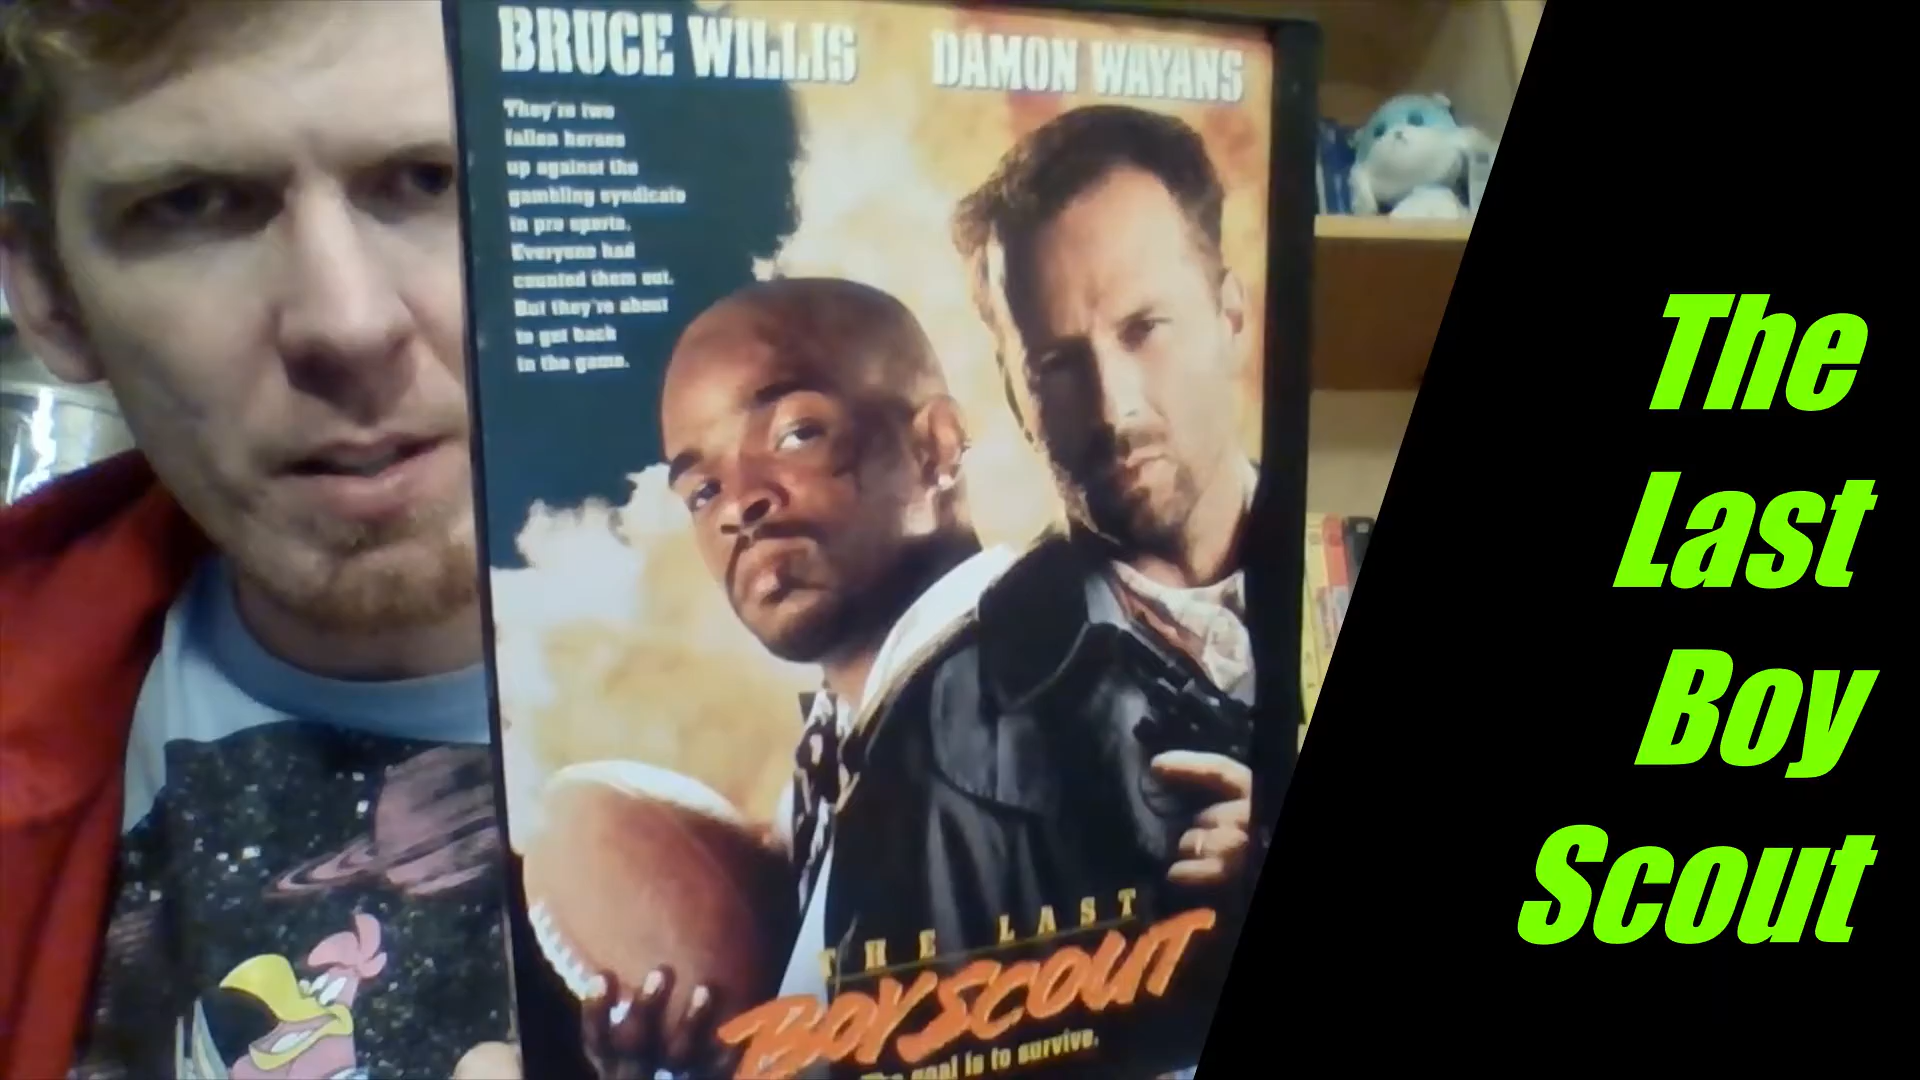 BRUCE WILLIS
DAMON WAYANS
They're two
fallen heroes
up against the
gambling syndicate
in pro sports.
Everyone had
counted them out.
But they're about
to get back
in the game.
THE LAST
BOY SCOUT
The goal is to survive.
The
Last
Boy
Scout